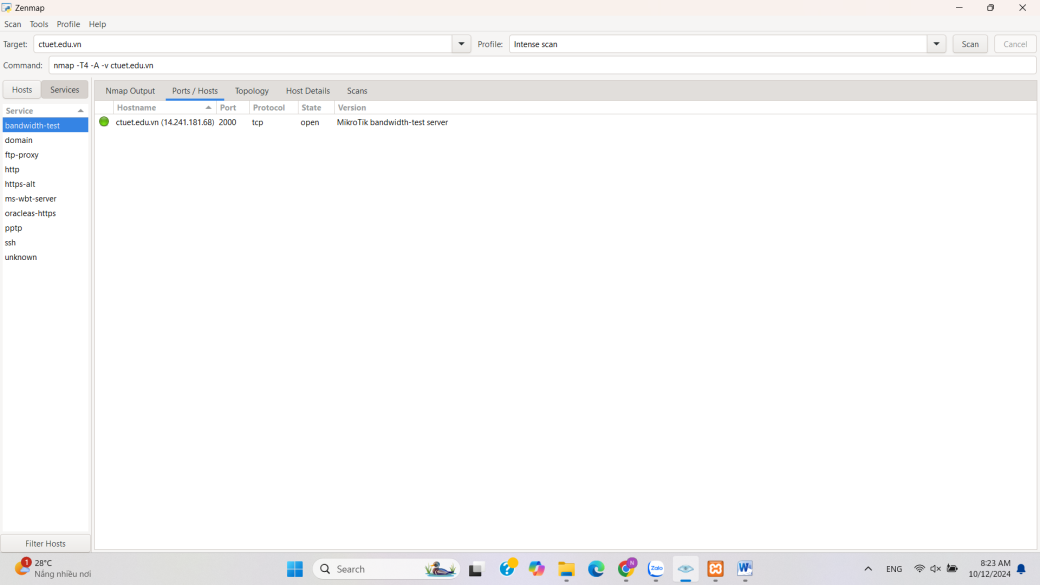 Zenmap
Scan Tools Profile Help
Target: ctuet.edu.vn Profile: Intense scan Scan Cancel
Command: nmap -T4 -A -v ctuet.edu.vn
Hosts Services Nmap Output Ports / Hosts Topology Host Details Scans
Service Hostname Port Protocol State Version
bandwidth-test ctuet.edu.vn (14.241.181.68) 2000 tcp open MikroTik bandwidth-test server
domain
ftp-proxy
http
https-alt
ms-wbt-server
oracleas-https
pptp
ssh
unknown
Filter Hosts
1 28°C
Nắng nhiều nơi
Search
N
Zalo
W
ENG
8:23 AM
10/12/2024